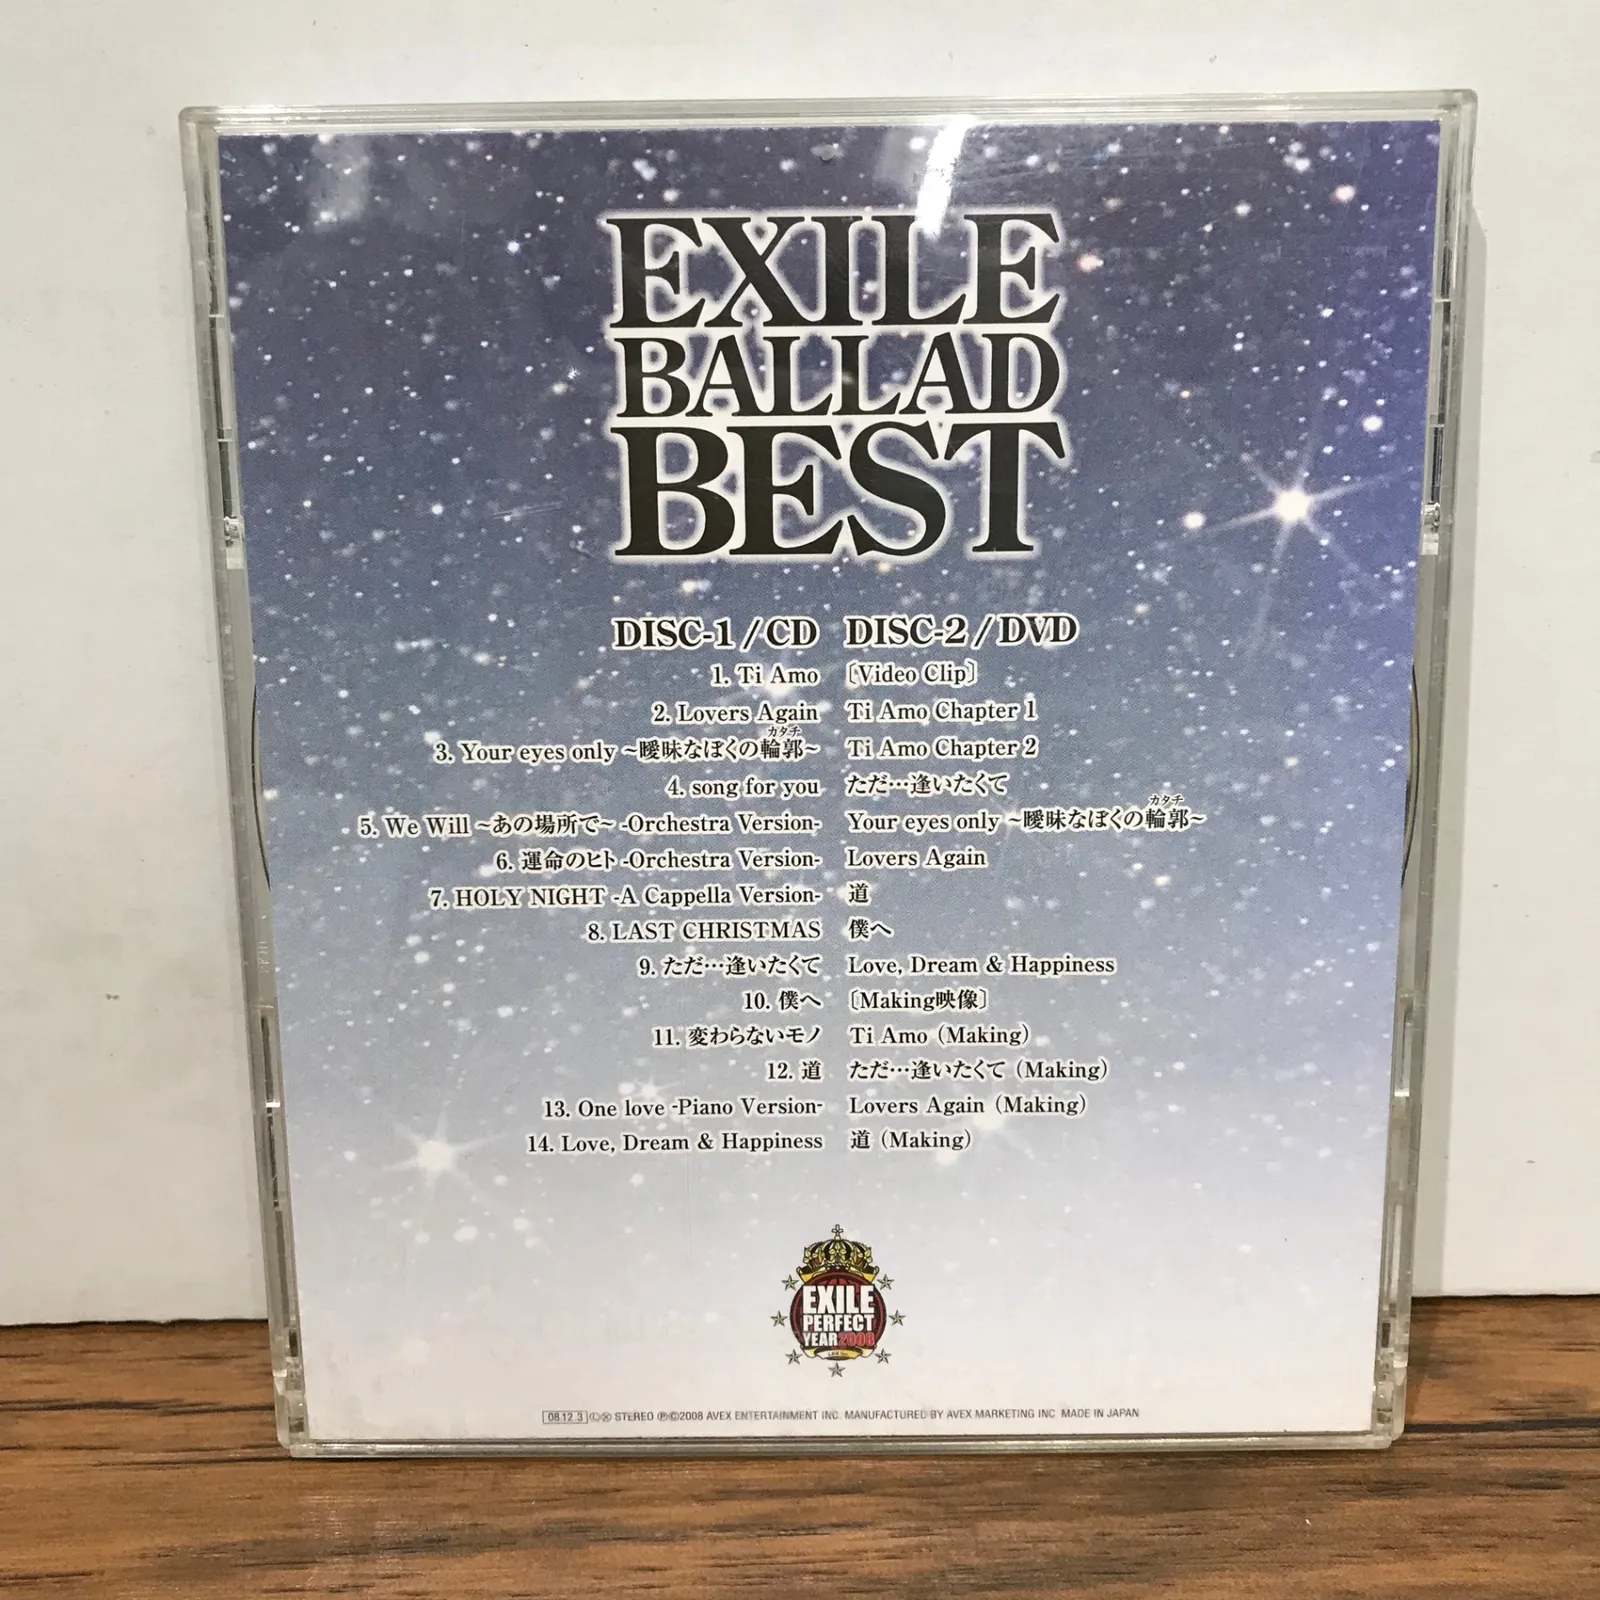 EXILE
BALLAD
BEST
DISC-1 / CD
1. Ti Amo
2. Lovers Again
カタチ
3. Your eyes only ~曖昧なぼくの輪郭~
4. song for you
5. We Will ~あの場所で~ -Orchestra Version-
6. 運命のヒト -Orchestra Version-
7. HOLY NIGHT -A Cappella Version-
8. LAST CHRISTMAS
9. ただ…逢いたくて
10. 僕へ
11. 変わらないモノ
12. 道
13. One love -Piano Version-
14. Love, Dream & Happiness
DISC-2 / DVD
〔Video Clip〕
Ti Amo Chapter 1
Ti Amo Chapter 2
ただ…逢いたくて
カタチ
Your eyes only ~曖昧なぼくの輪郭~
Lovers Again
道
僕へ
Love, Dream & Happiness
〔Making映像〕
Ti Amo (Making)
ただ…逢いたくて (Making)
Lovers Again (Making)
道 (Making)
EXILE
PERFECT
YEAR 2008
08.12.3 Ⓛ STEREO ℗©2008 AVEX ENTERTAINMENT INC. MANUFACTURED BY AVEX MARKETING INC. MADE IN JAPAN